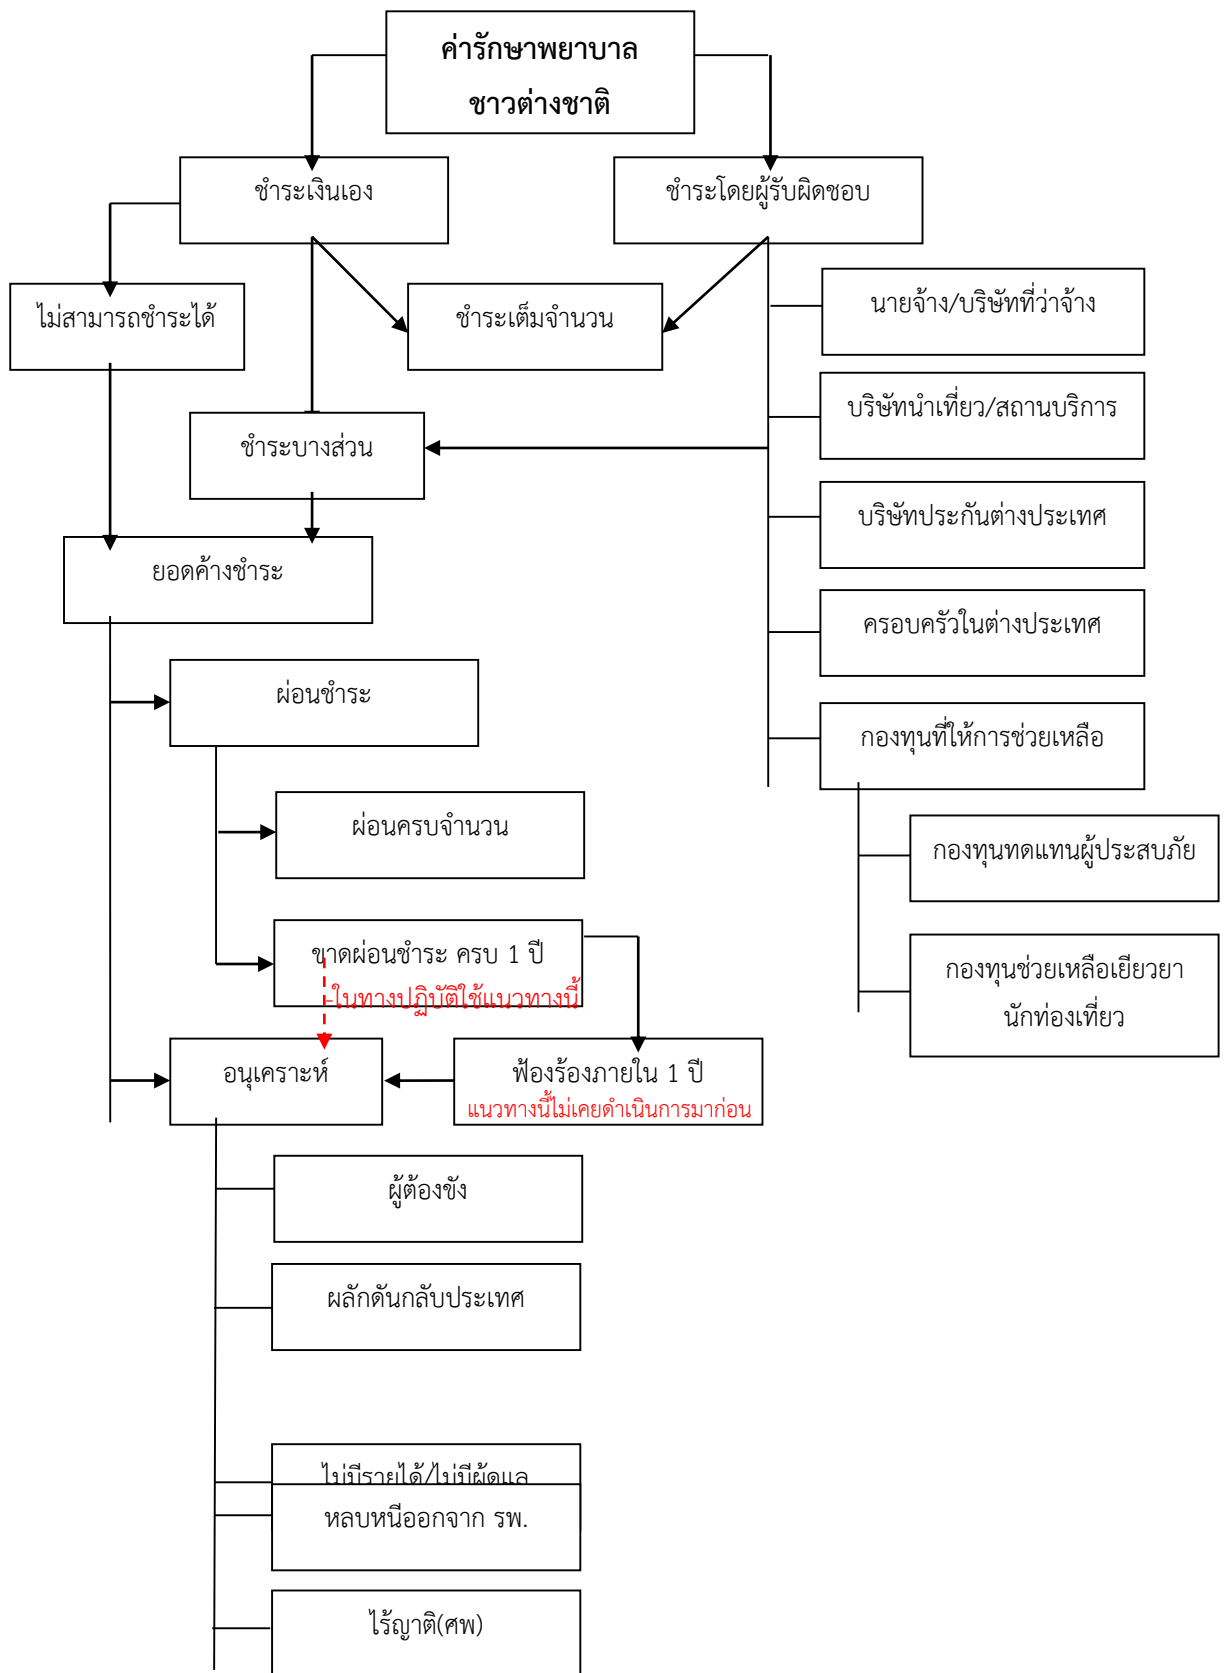 ค่ารักษาพยาบาล
ชาวต่างชาติ
ชำระเงินเอง
ชำระโดยผู้รับผิดชอบ
ไม่สามารถชำระได้
ชำระเต็มจำนวน
นายจ้าง/บริษัทที่ว่าจ้าง
บริษัทนำเที่ยว/สถานบริการ
ชำระบางส่วน
บริษัทประกันต่างประเทศ
ยอดค้างชำระ
ครอบครัวในต่างประเทศ
ผ่อนชำระ
กองทุนที่ให้การช่วยเหลือ
ผ่อนครบจำนวน
กองทุนทดแทนผู้ประสบภัย
ขาดผ่อนชำระ ครบ 1 ปี
-ในทางปฏิบัติใช้แนวทางนี้
กองทุนช่วยเหลือเยียวยา
นักท่องเที่ยว
อนุเคราะห์
ฟ้องร้องภายใน 1 ปี
แนวทางนี้ไม่เคยดำเนินการมาก่อน
ผู้ต้องขัง
ผลักดันกลับประเทศ
ไม่มีรายได้/ไม่มีผู้ดูแล
หลบหนีออกจาก รพ.
ไร้ญาติ(ศพ)